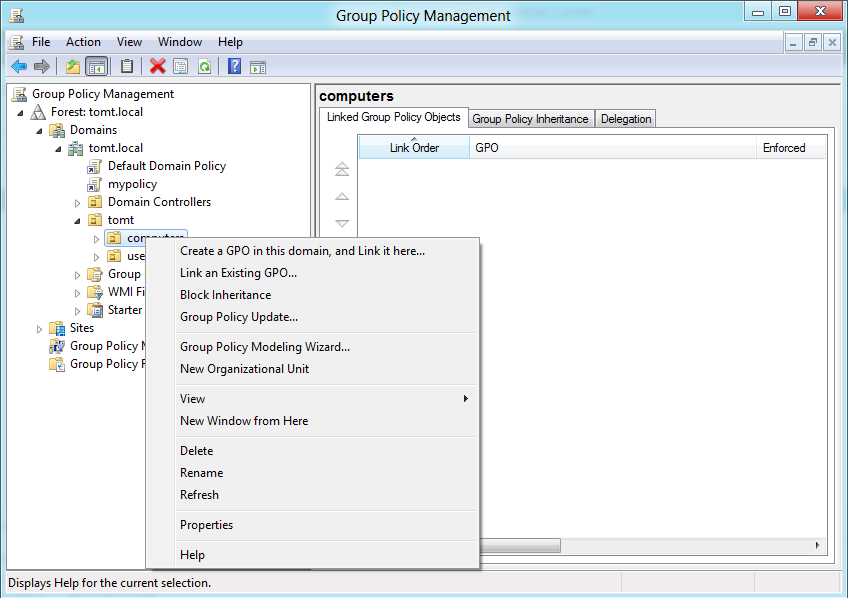 Group Policy Management
File Action View Window Help
Group Policy Management
Forest: tomt.local
Domains
tomt.local
Default Domain Policy
mypolicy
Domain Controllers
tomt
computers
Group
Starter
Sites
Group Policy
Group Policy
computers
Linked Group Policy Objects Group Policy Inheritance Delegation
Link Order GPO Enforced
Create a GPO in this domain, and Link it here...
Link an Existing GPO...
Block Inheritance
Group Policy Update...
Group Policy Modeling Wizard...
New Organizational Unit
View
New Window from Here
Delete
Rename
Refresh
Properties
Help
Displays Help for the current selection.